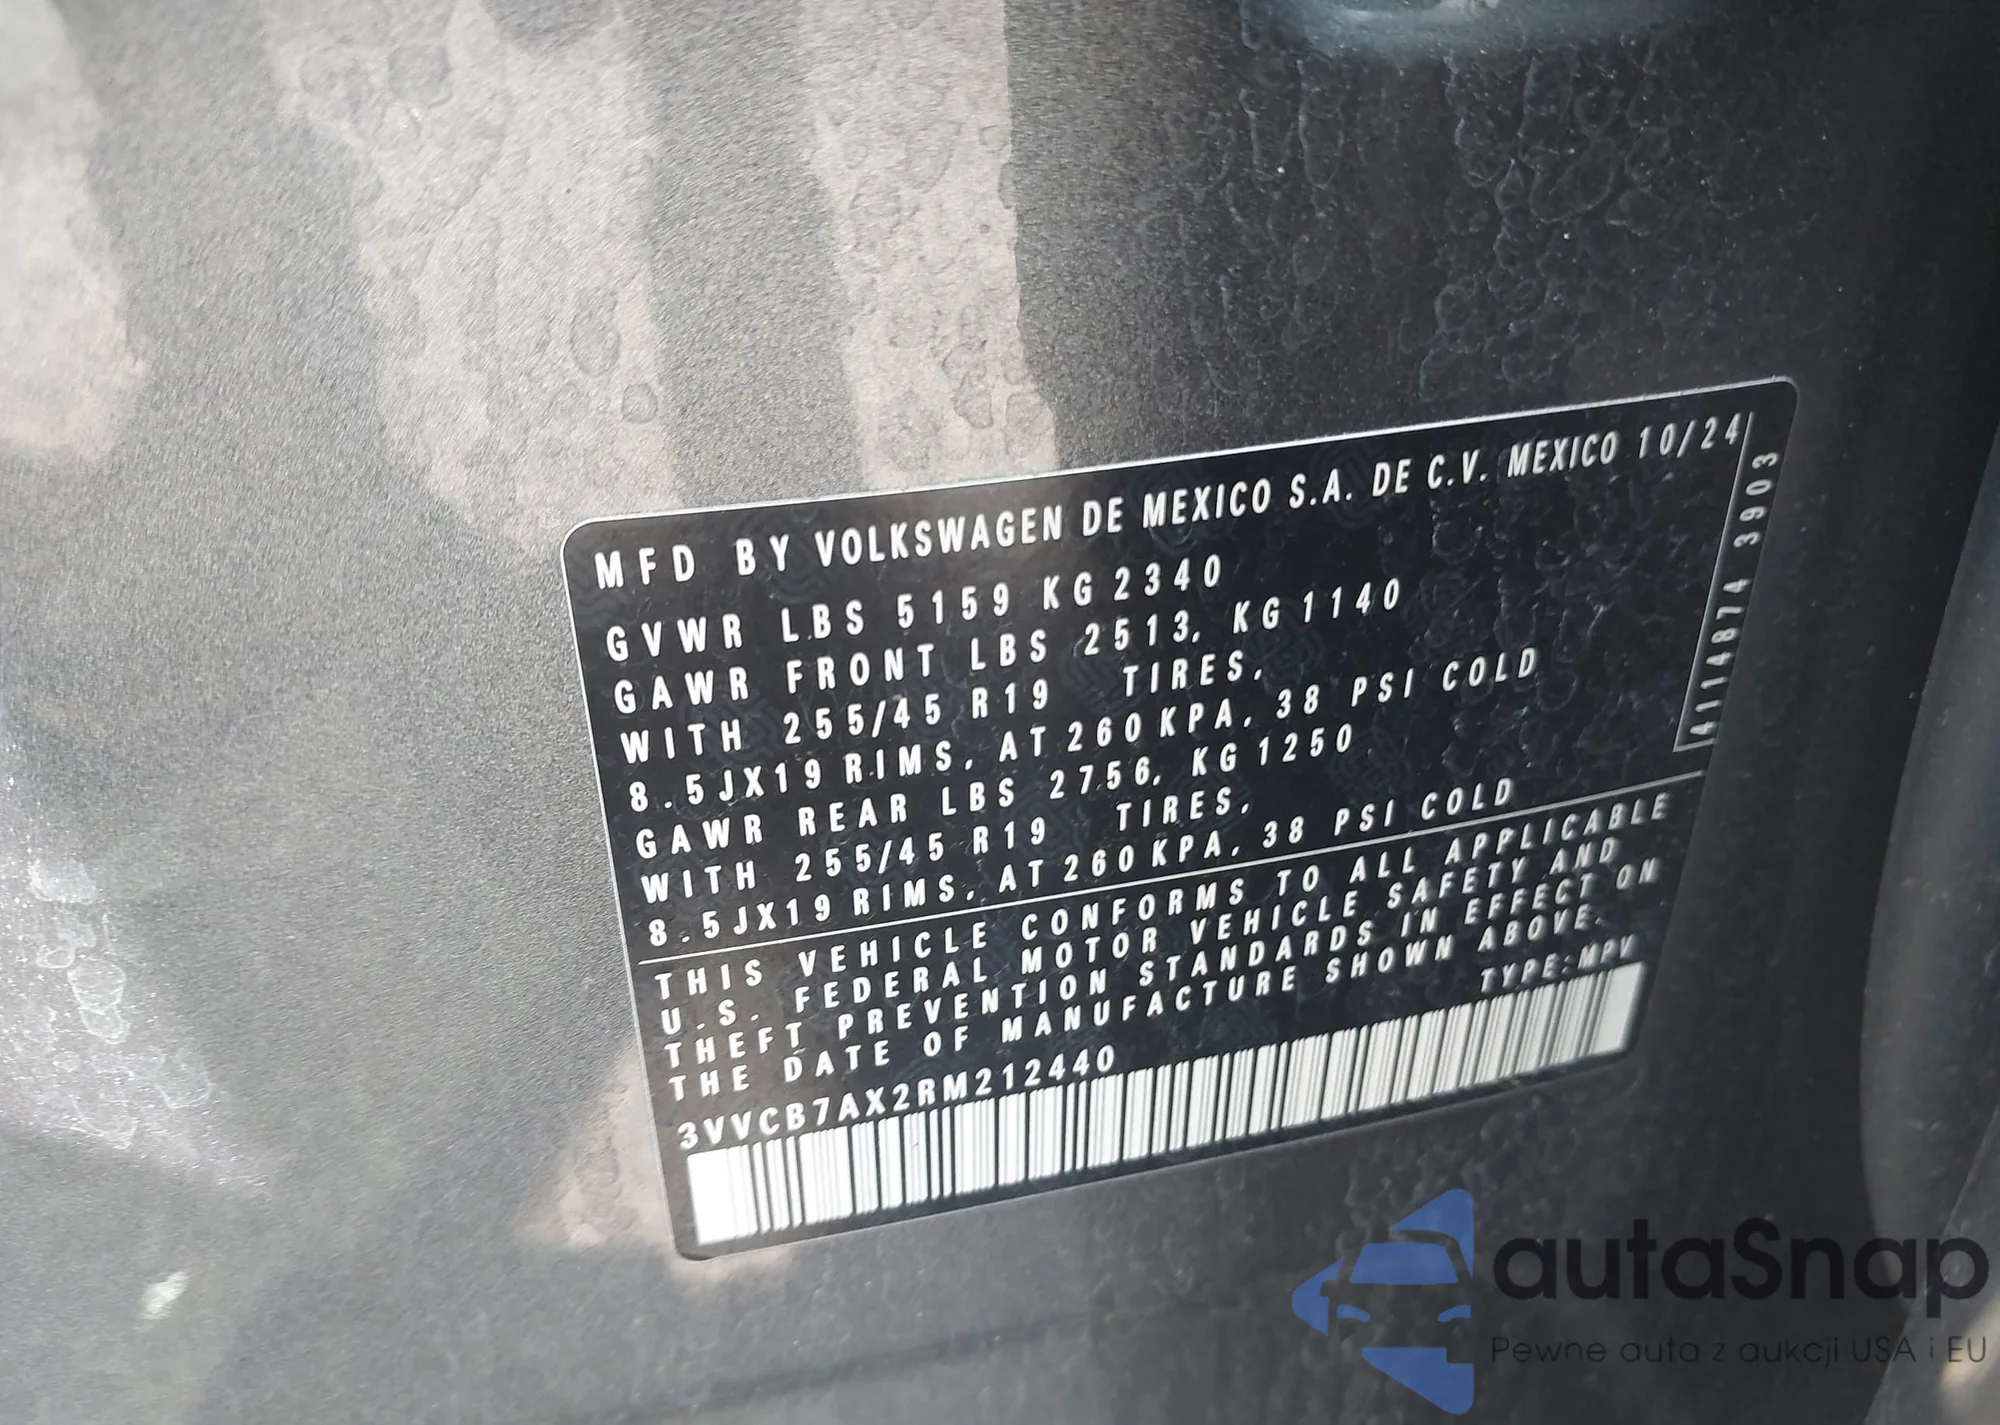 MFD BY VOLKSWAGEN DE MEXICO S.A. DE C.V. MEXICO 10/24
GVWR LBS 5159 KG 2340
GAWR FRONT LBS 2513, KG 1140
WITH 255/45 R19 TIRES,
8.5JX19 RIMS, AT 260 KPA, 38 PSI COLD
GAWR REAR LBS 2756, KG 1250
WITH 255/45 R19 TIRES,
8.5JX19 RIMS, AT 260 KPA, 38 PSI COLD
4114874 3903
THIS VEHICLE CONFORMS TO ALL APPLICABLE
U.S. FEDERAL MOTOR VEHICLE SAFETY AND
THEFT PREVENTION STANDARDS IN EFFECT ON
THE DATE OF MANUFACTURE SHOWN ABOVE.
3VVCB7AX2RM212440 TYPE:MPV
autaSnap
Pewne auta z aukcji USA i EU